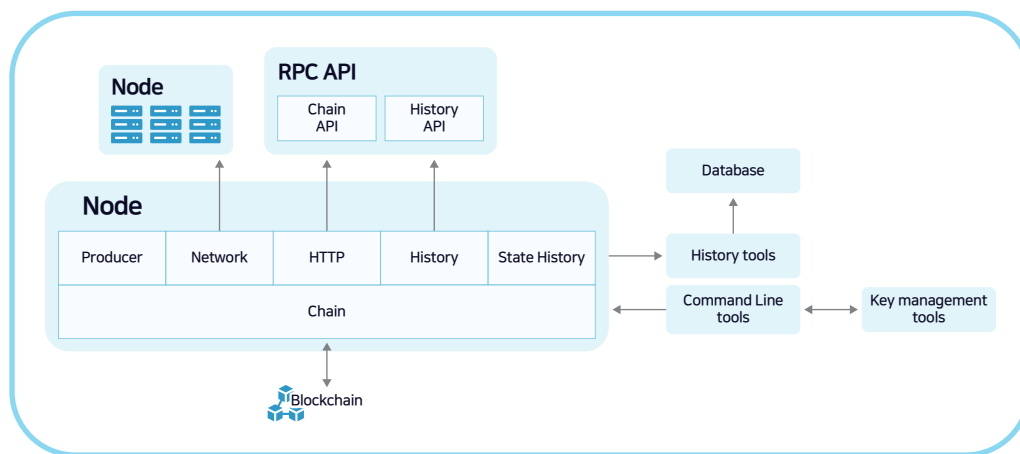 Node
RPC API
Chain
API
History
API
Database
Node
Producer
Network
HTTP
History
State History
History tools
Chain
Command Line
tools
Key management
tools
Blockchain